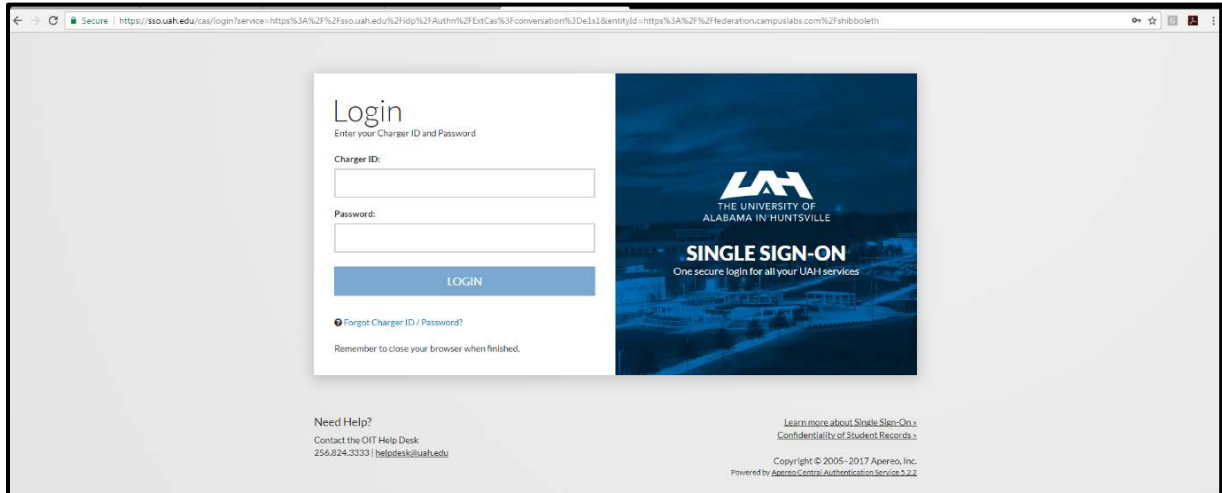 Secure | https://sso.uah.edu/cas/login?service=https%3A%2F%2Fsso.uah.edu%2Fidp%2FAuthn%2FExtCas%3Fconversation%3De1s1&entityId=https%3A%2F%2Ffederation.campuslabs.com%2Fshibboleth
Login
Enter your Charger ID and Password
Charger ID:
Password:
LOGIN
Forgot Charger ID / Password?
Remember to close your browser when finished.
UAH
THE UNIVERSITY OF
ALABAMA IN HUNTSVILLE
SINGLE SIGN-ON
One secure login for all your UAH services
Need Help?
Contact the OIT Help Desk
256.824.3333 | helpdesk@uah.edu
Learn more about Single Sign-On »
Confidentiality of Student Records »
Copyright © 2005–2017 Apereo, Inc.
Powered by Apereo Central Authentication Service 5.2.2